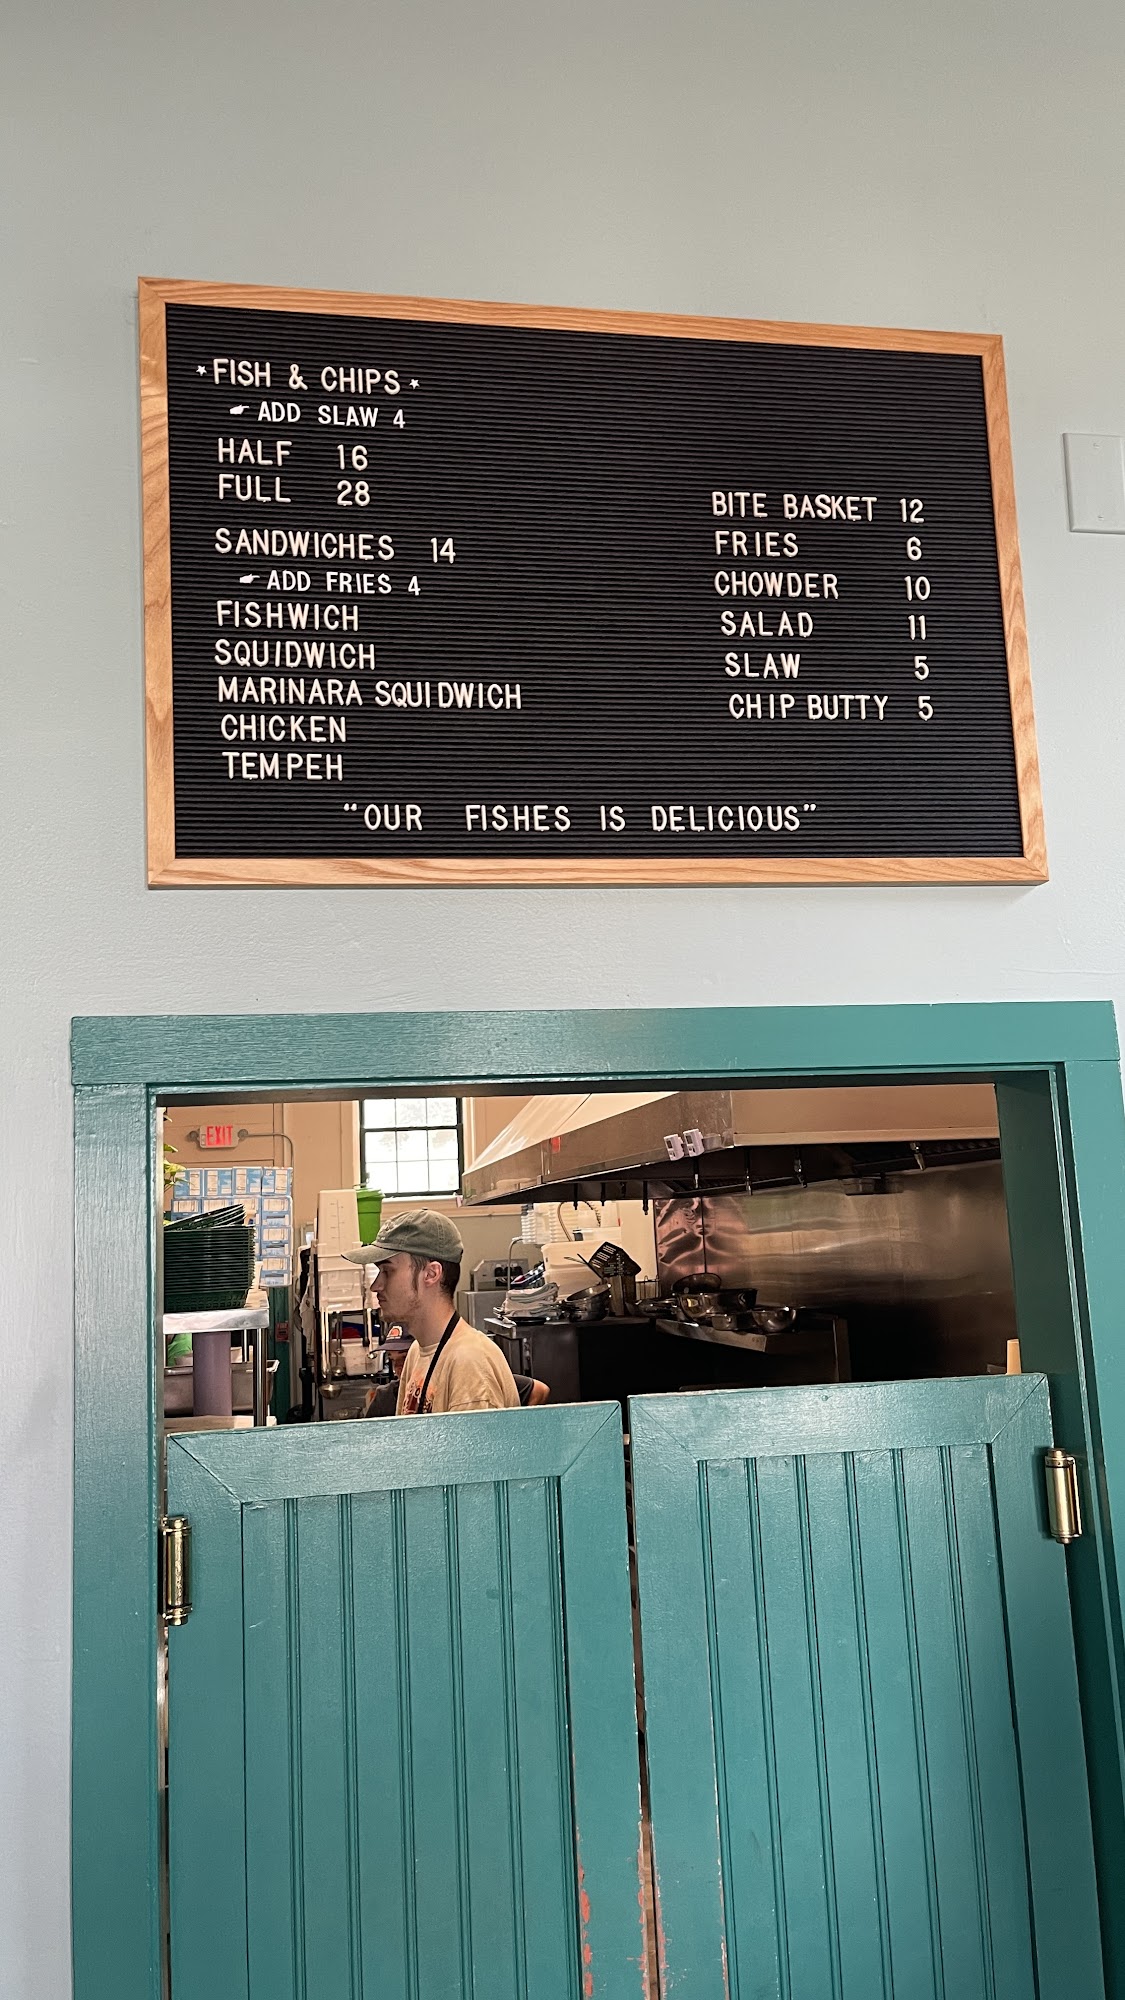 *FISH & CHIPS*
☛ ADD SLAW 4
HALF 16
FULL 28
SANDWICHES 14
☛ ADD FRIES 4
FISHWICH
SQUIDWICH
MARINARA SQUIDWICH
CHICKEN
TEMPEH
BITE BASKET 12
FRIES 6
CHOWDER 10
SALAD 11
SLAW 5
CHIP BUTTY 5
"OUR FISHES IS DELICIOUS"
EXIT